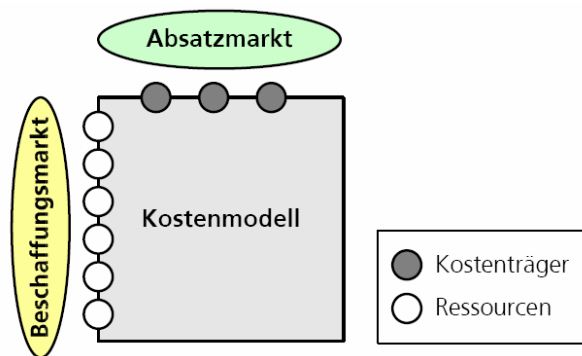 Absatzmarkt
Beschaffungsmarkt
Kostenmodell
Kostenträger
Ressourcen